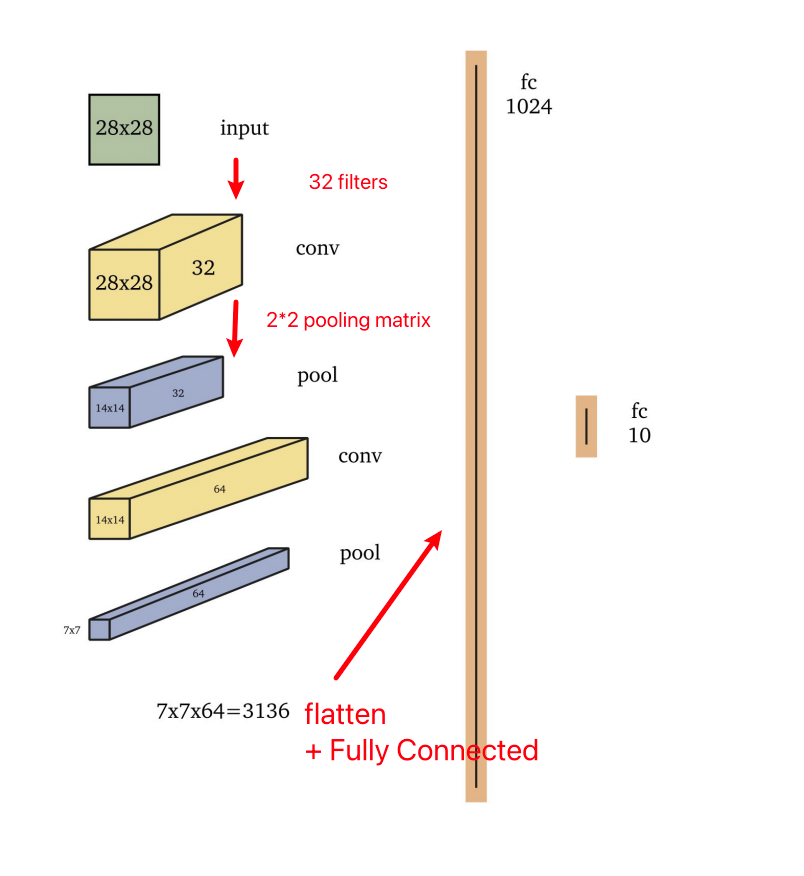 28x28
input
32 filters
conv
28x28
32
2*2 pooling matrix
pool
14x14
32
conv
14x14
64
pool
7x7
64
7x7x64=3136
flatten
+ Fully Connected
fc
1024
fc
10